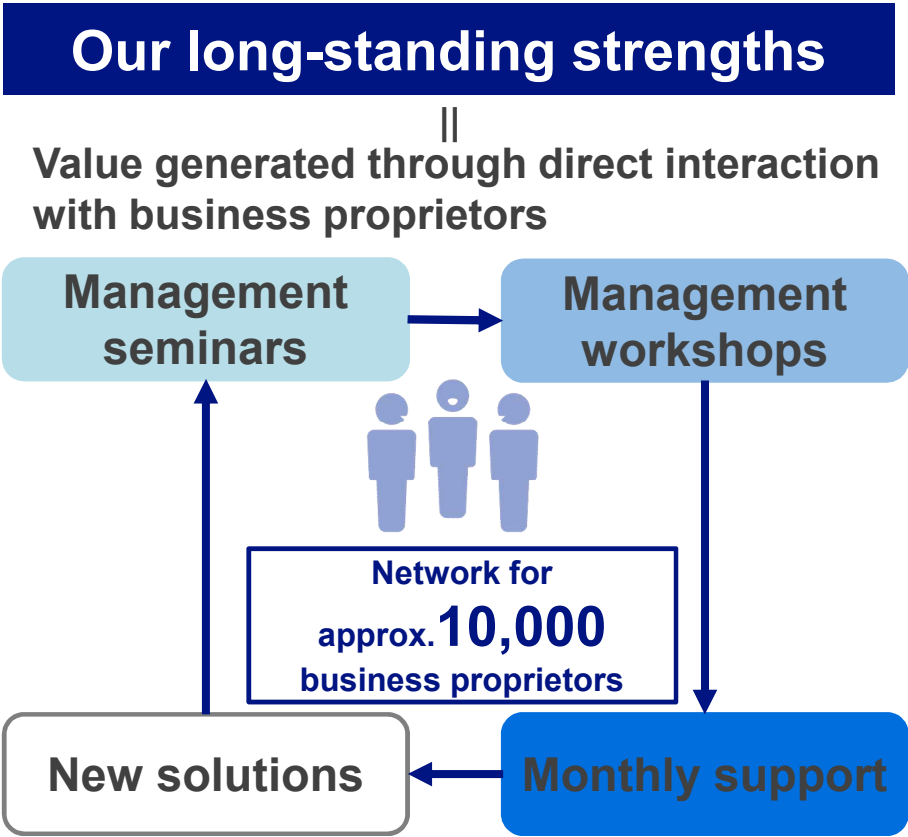 Our long-standing strengths
||
Value generated through direct interaction
with business proprietors
Management
seminars
Management
workshops
Network for
approx.10,000
business proprietors
New solutions
Monthly support